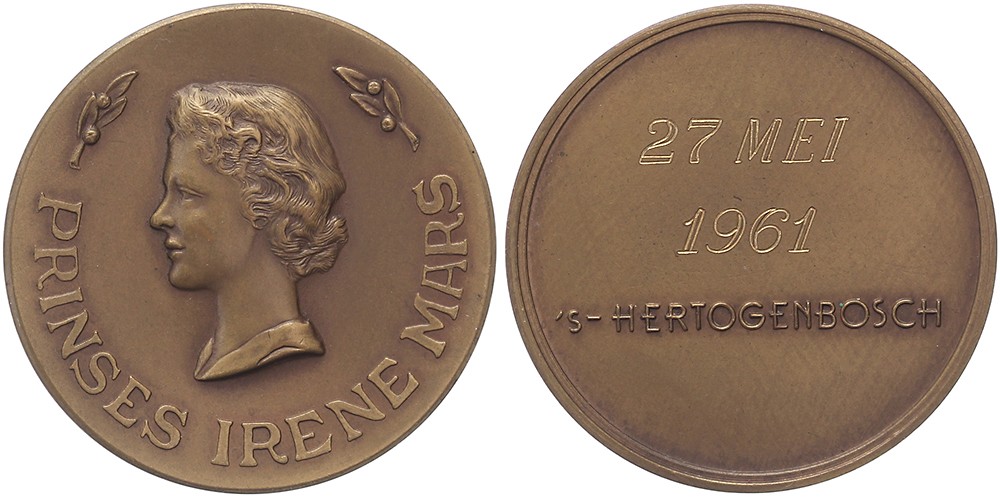 PRINSES IRENE MARS
27 MEI
1961
's-HERTOGENBOSCH